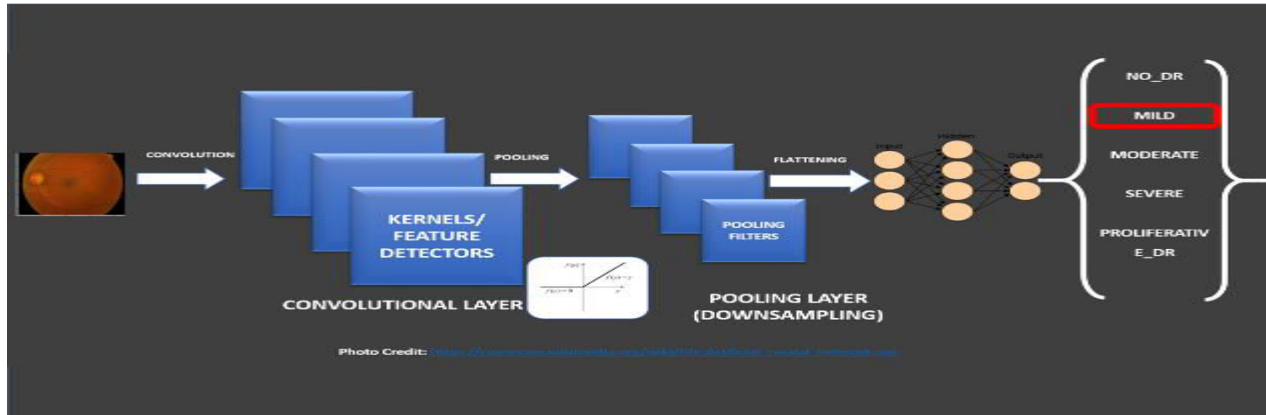 CONVOLUTION
KERNELS/
FEATURE
DETECTORS
CONVOLUTIONAL LAYER
POOLING
POOLING
FILTERS
POOLING LAYER
(DOWNSAMPLING)
FLATTENING
Input
Hidden
Output
NO_DR
MILD
MODERATE
SEVERE
PROLIFERATIV
E_DR
Photo Credit: